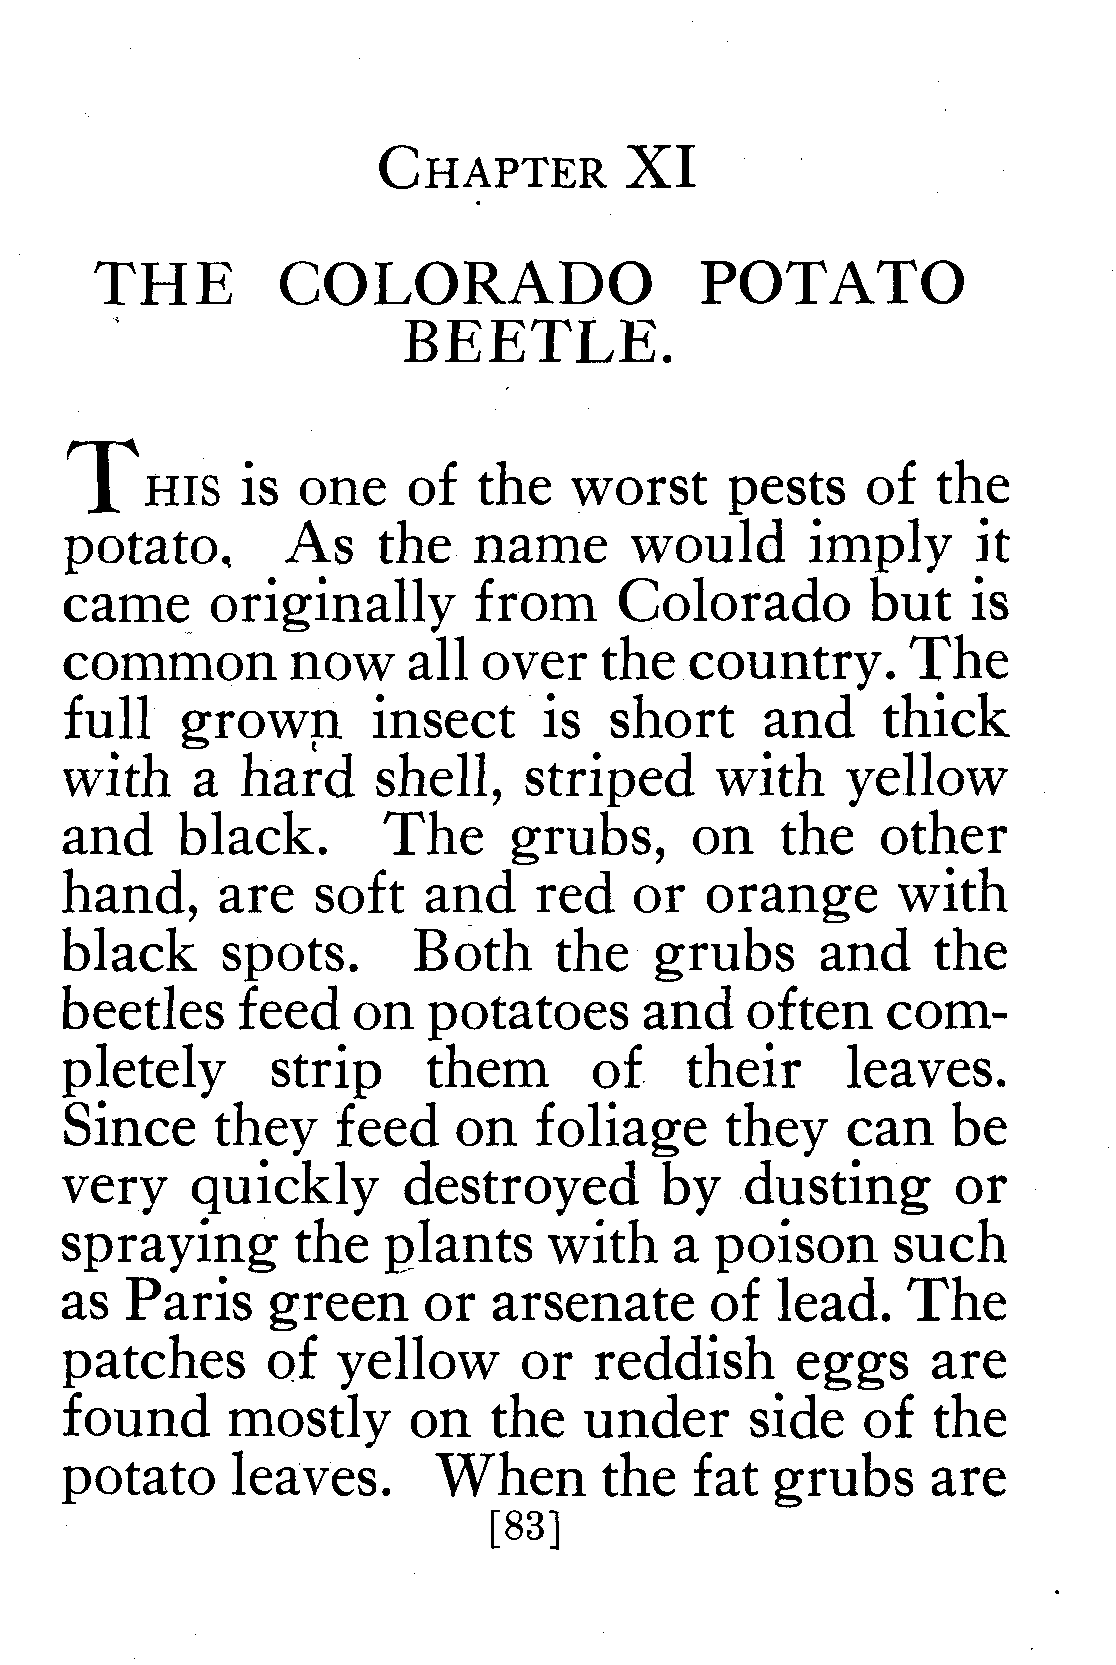 CHAPTER XI
THE COLORADO POTATO
BEETLE.
THIS is one of the worst pests of the
potato. As the name would imply it
came originally from Colorado but is
common now all over the country. The
full grown insect is short and thick
with a hard shell, striped with yellow
and black. The grubs, on the other
hand, are soft and red or orange with
black spots. Both the grubs and the
beetles feed on potatoes and often com-
pletely strip them of their leaves.
Since they feed on foliage they can be
very quickly destroyed by dusting or
spraying the plants with a poison such
as Paris green or arsenate of lead. The
patches of yellow or reddish eggs are
found mostly on the under side of the
potato leaves. When the fat grubs are
[83]